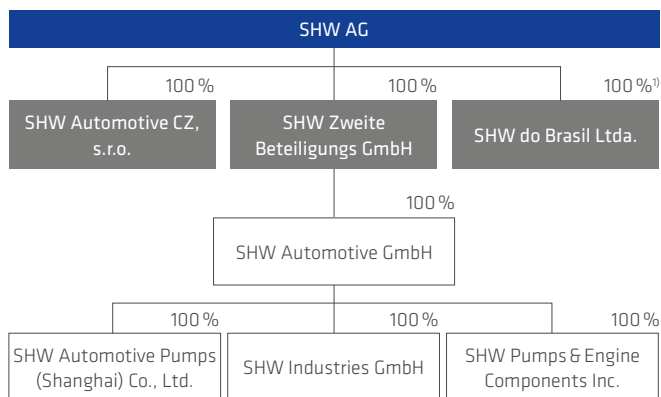 SHW AG
100 %
100 %
100 %¹⁾
SHW Automotive CZ,
s.r.o.
SHW Zweite
Beteiligungs GmbH
SHW do Brasil Ltda.
100 %
SHW Automotive GmbH
100 %
100 %
100 %
SHW Automotive Pumps
(Shanghai) Co., Ltd.
SHW Industries GmbH
SHW Pumps & Engine
Components Inc.